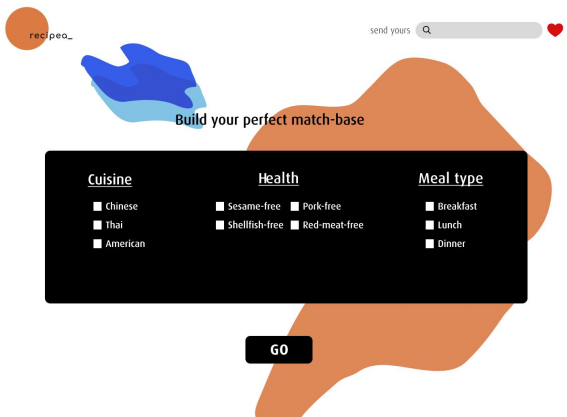 recipeo_
send yours
Build your perfect match-base
Cuisine
Chinese
Thai
American
Health
Sesame-free
Pork-free
Shellfish-free
Red-meat-free
Meal type
Breakfast
Lunch
Dinner
GO